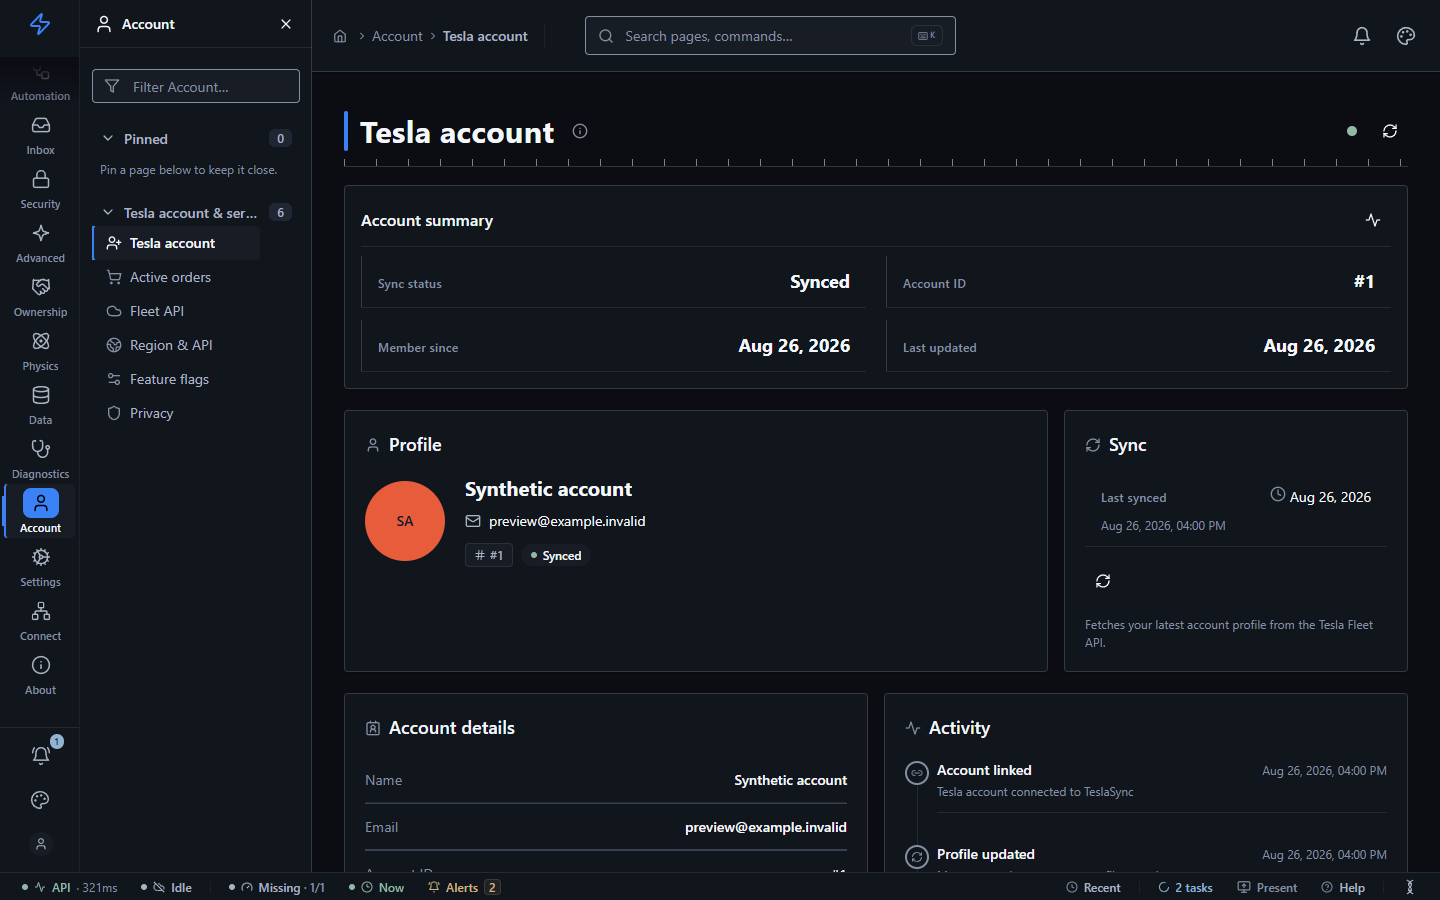 Automation
Inbox
Security
Advanced
Ownership
Physics
Data
Diagnostics
Account
Settings
Connect
About
1
Account
Filter Account...
Pinned 0
Pin a page below to keep it close.
Tesla account & ser... 6
Tesla account
Active orders
Fleet API
Region & API
Feature flags
Privacy
Account Tesla account
Search pages, commands... K
Tesla account
Account summary
Sync status Synced
Account ID #1
Member since Aug 26, 2026
Last updated Aug 26, 2026
Profile
SA
Synthetic account
preview@example.invalid
#1 Synced
Sync
Last synced Aug 26, 2026
Aug 26, 2026, 04:00 PM
Fetches your latest account profile from the Tesla Fleet
API.
Account details
Name Synthetic account
Email preview@example.invalid
Activity
Account linked Aug 26, 2026, 04:00 PM
Tesla account connected to TeslaSync
Profile updated Aug 26, 2026, 04:00 PM
API · 321ms Idle Missing · 1/1 Now Alerts 2 Recent 2 tasks Present Help